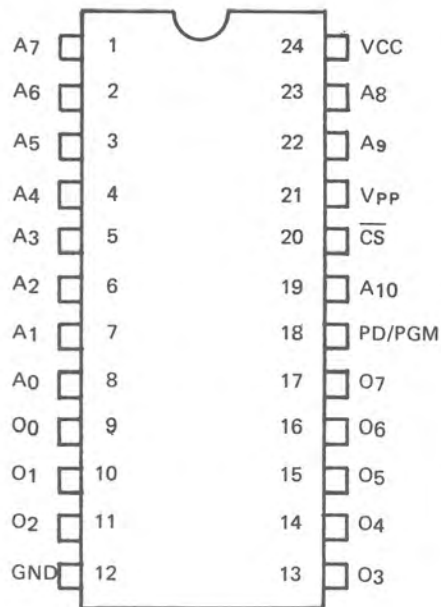 A7 1 24 VCC
A6 2 23 A8
A5 3 22 A9
A4 4 21 VPP
A3 5 20 C̅S̅
A2 6 19 A10
A1 7 18 PD/PGM
A0 8 17 O7
O0 9 16 O6
O1 10 15 O5
O2 11 14 O4
GND 12 13 O3